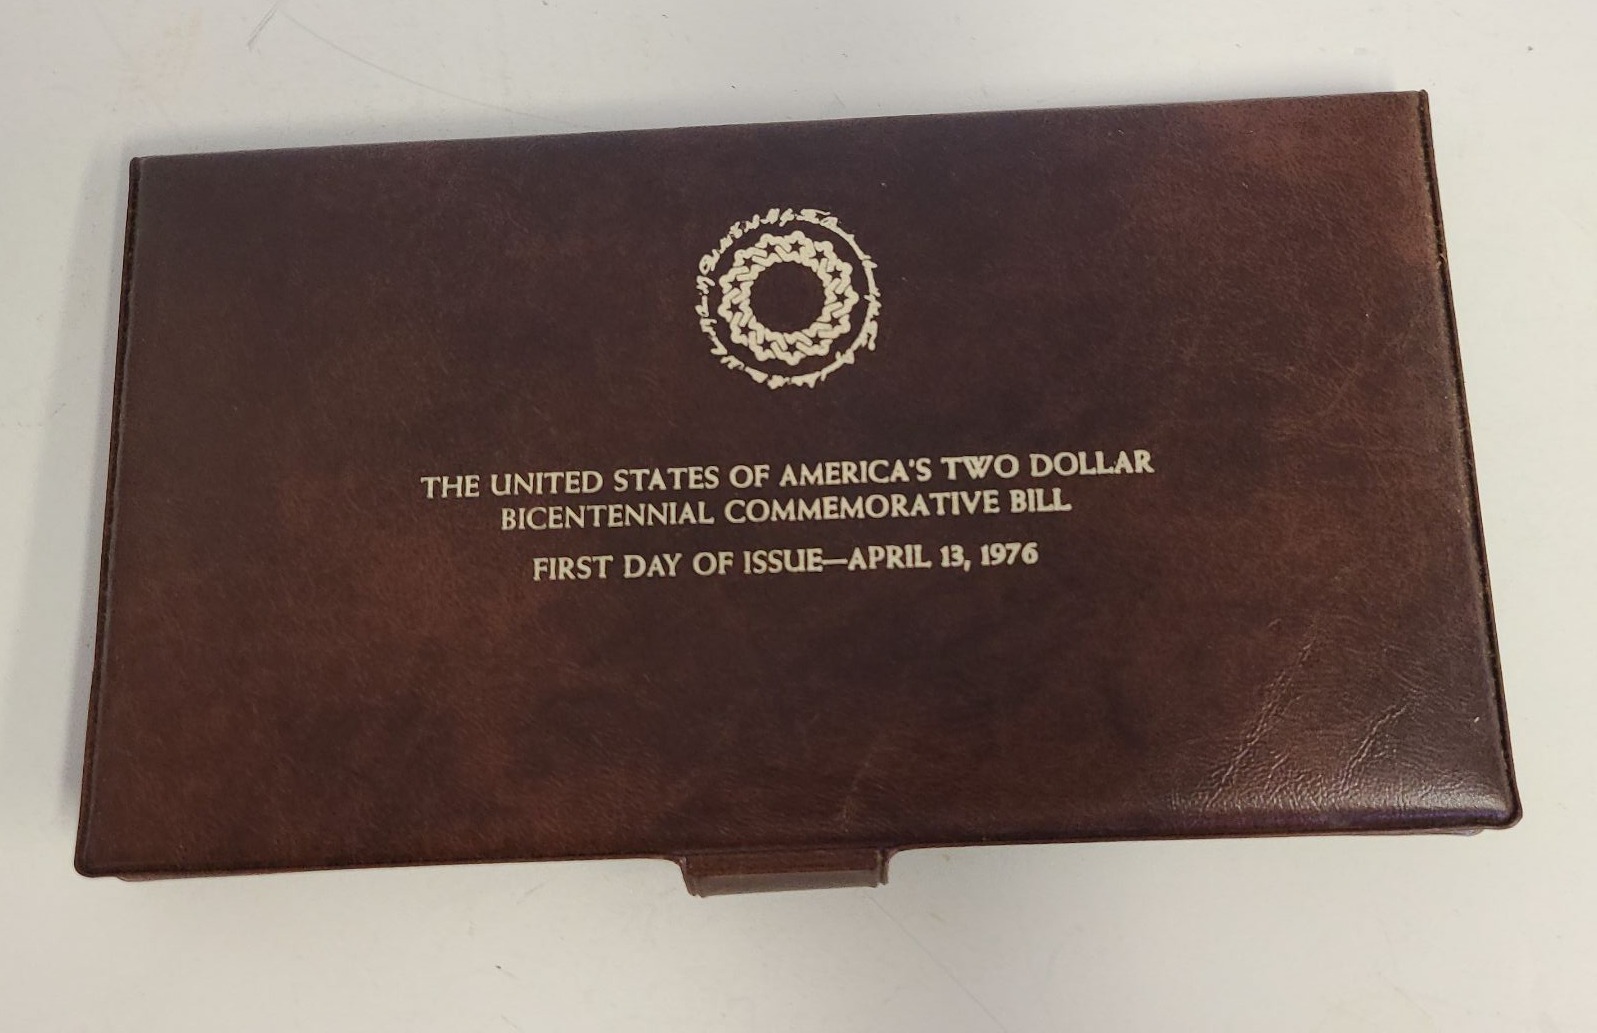 THE UNITED STATES OF AMERICA'S TWO DOLLAR
BICENTENNIAL COMMEMORATIVE BILL
FIRST DAY OF ISSUE—APRIL 13, 1976